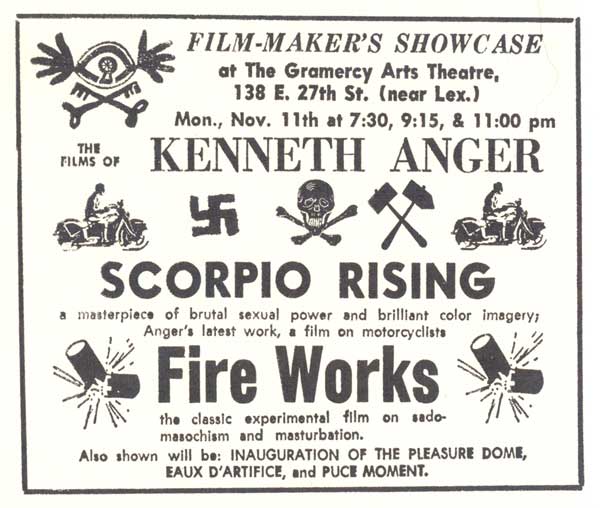 FILM-MAKER'S SHOWCASE
at The Gramercy Arts Theatre,
138 E. 27th St. (near Lex.)
Mon., Nov. 11th at 7:30, 9:15, & 11:00 pm
THE
FILMS OF
KENNETH ANGER
SCORPIO RISING
a masterpiece of brutal sexual power and brilliant color imagery;
Anger's latest work, a film on motorcyclists
Fire Works
the classic experimental film on sado-
masochism and masturbation.
Also shown will be: INAUGURATION OF THE PLEASURE DOME,
EAUX D'ARTIFICE, and PUCE MOMENT.